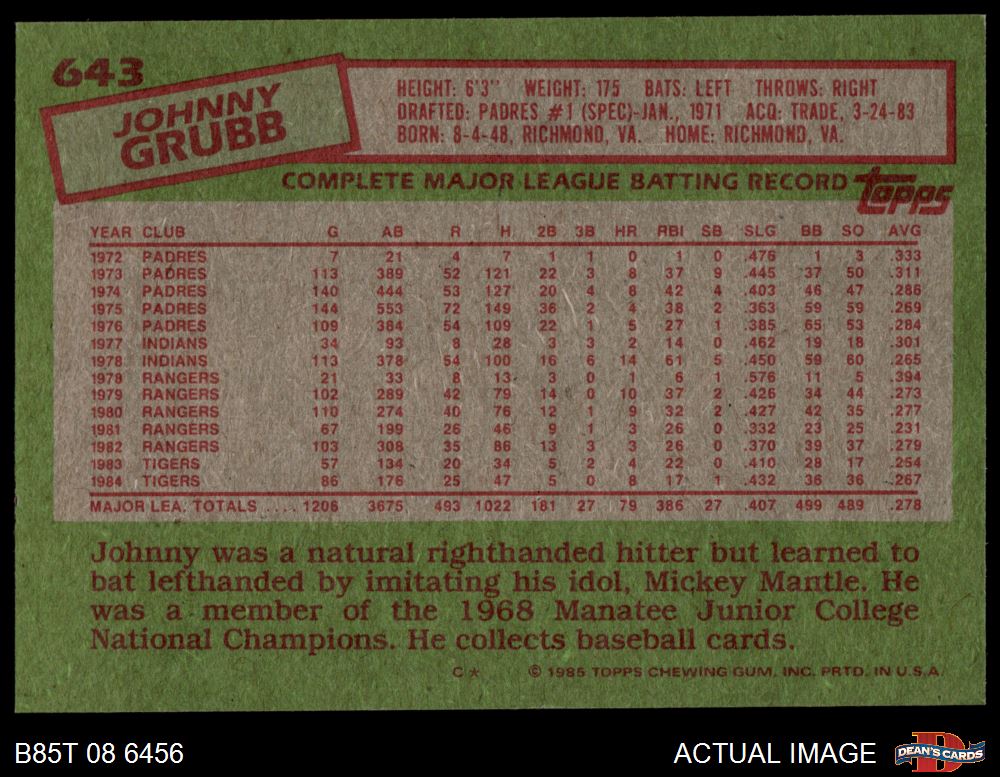 643
JOHNNY
GRUBB
HEIGHT: 6'3" WEIGHT: 175 BATS: LEFT THROWS: RIGHT
DRAFTED: PADRES #1 (SPEC)-JAN., 1971 ACQ: TRADE, 3-24-83
BORN: 8-4-48, RICHMOND, VA. HOME: RICHMOND, VA.
COMPLETE MAJOR LEAGUE BATTING RECORD topps
YEAR CLUB G AB R H 2B 3B HR RBI SB SLG BB SO AVG
1972 PADRES 7 21 4 7 1 1 0 1 0 .476 1 3 .333
1973 PADRES 113 389 52 121 22 3 8 37 9 .445 37 50 .311
1974 PADRES 140 444 53 127 20 4 8 42 4 .403 46 47 .286
1975 PADRES 144 553 72 149 36 2 4 38 2 .363 59 59 .269
1976 PADRES 109 384 54 109 22 1 5 27 1 .385 65 53 .284
1977 INDIANS 34 93 8 28 3 3 2 14 0 .462 19 18 .301
1978 INDIANS 113 378 54 100 16 6 14 61 5 .450 59 60 .265
1978 RANGERS 21 33 8 13 3 0 1 6 1 .576 11 5 .394
1979 RANGERS 102 289 42 79 14 0 10 37 2 .426 34 44 .273
1980 RANGERS 110 274 40 76 12 1 9 32 2 .427 42 35 .277
1981 RANGERS 67 199 26 46 9 1 3 26 0 .332 23 25 .231
1982 RANGERS 103 308 35 86 13 3 3 26 0 .370 39 37 .279
1983 TIGERS 57 134 20 34 5 2 4 22 0 .410 28 17 .254
1984 TIGERS 86 176 25 47 5 0 8 17 1 .432 36 36 .267
MAJOR LEA. TOTALS .... 1206 3675 493 1022 181 27 79 386 27 .407 499 489 .278
Johnny was a natural righthanded hitter but learned to
bat lefthanded by imitating his idol, Mickey Mantle. He
was a member of the 1968 Manatee Junior College
National Champions. He collects baseball cards.
C* © 1985 TOPPS CHEWING GUM, INC. PRTD. IN U.S.A.
B85T 08 6456 ACTUAL IMAGE DEAN'S CARDS